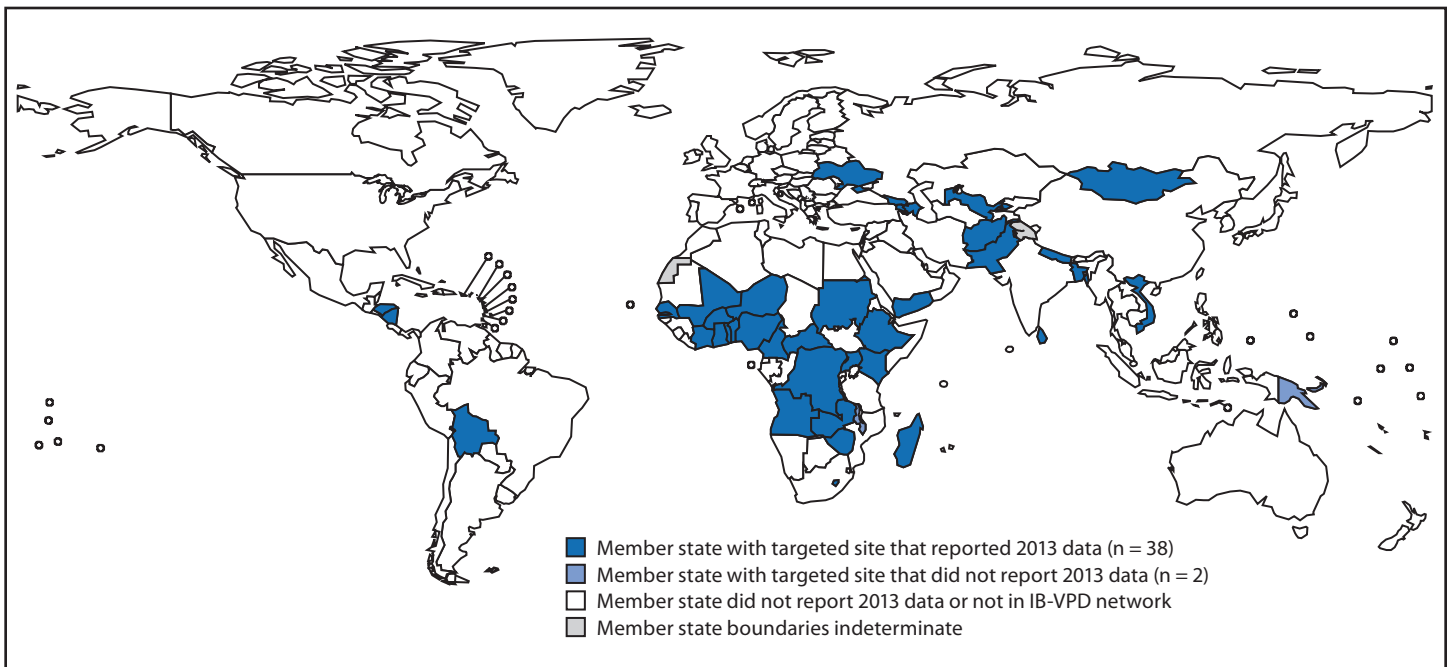 Member state with targeted site that reported 2013 data (n = 38)
Member state with targeted site that did not report 2013 data (n = 2)
Member state did not report 2013 data or not in IB-VPD network
Member state boundaries indeterminate